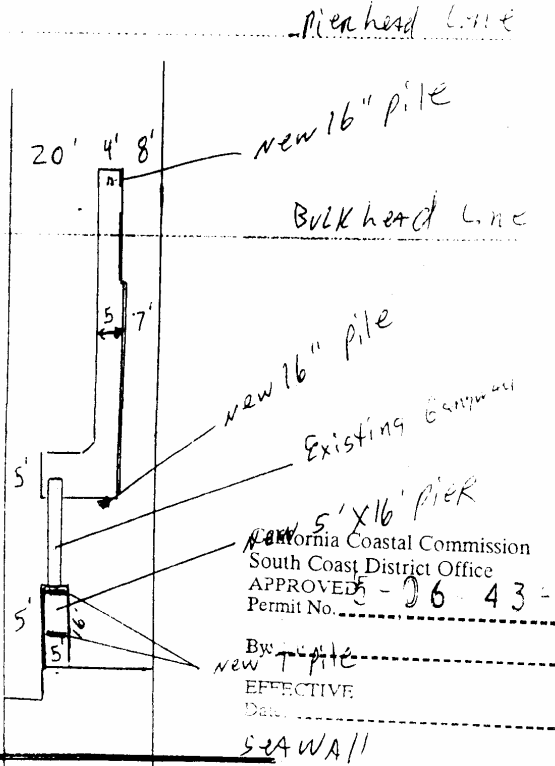 Pierhead Line
New 16" pile
20' 4' 8'
Bulkhead Line
5 7'
New 16" pile
Existing Gangway
5'
New 5'X16' PiER
California Coastal Commission
South Coast District Office
APPROVED
5-06-43-
Permit No.
5'
16'
5'
By:
New T pile
EFFECTIVE
Date:
SEAWAll